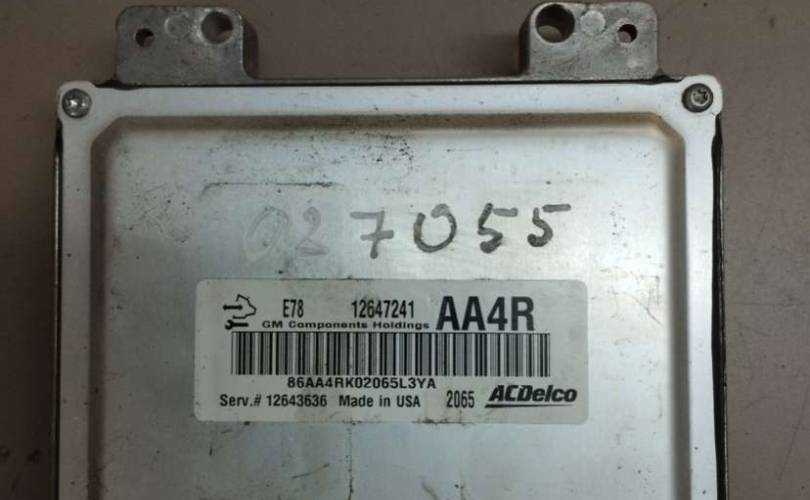 027055
E78 12647241 AA4R
GM Components Holdings
86AA4RK02065L3YA
Serv.# 12643636 Made in USA 2065 ACDelco